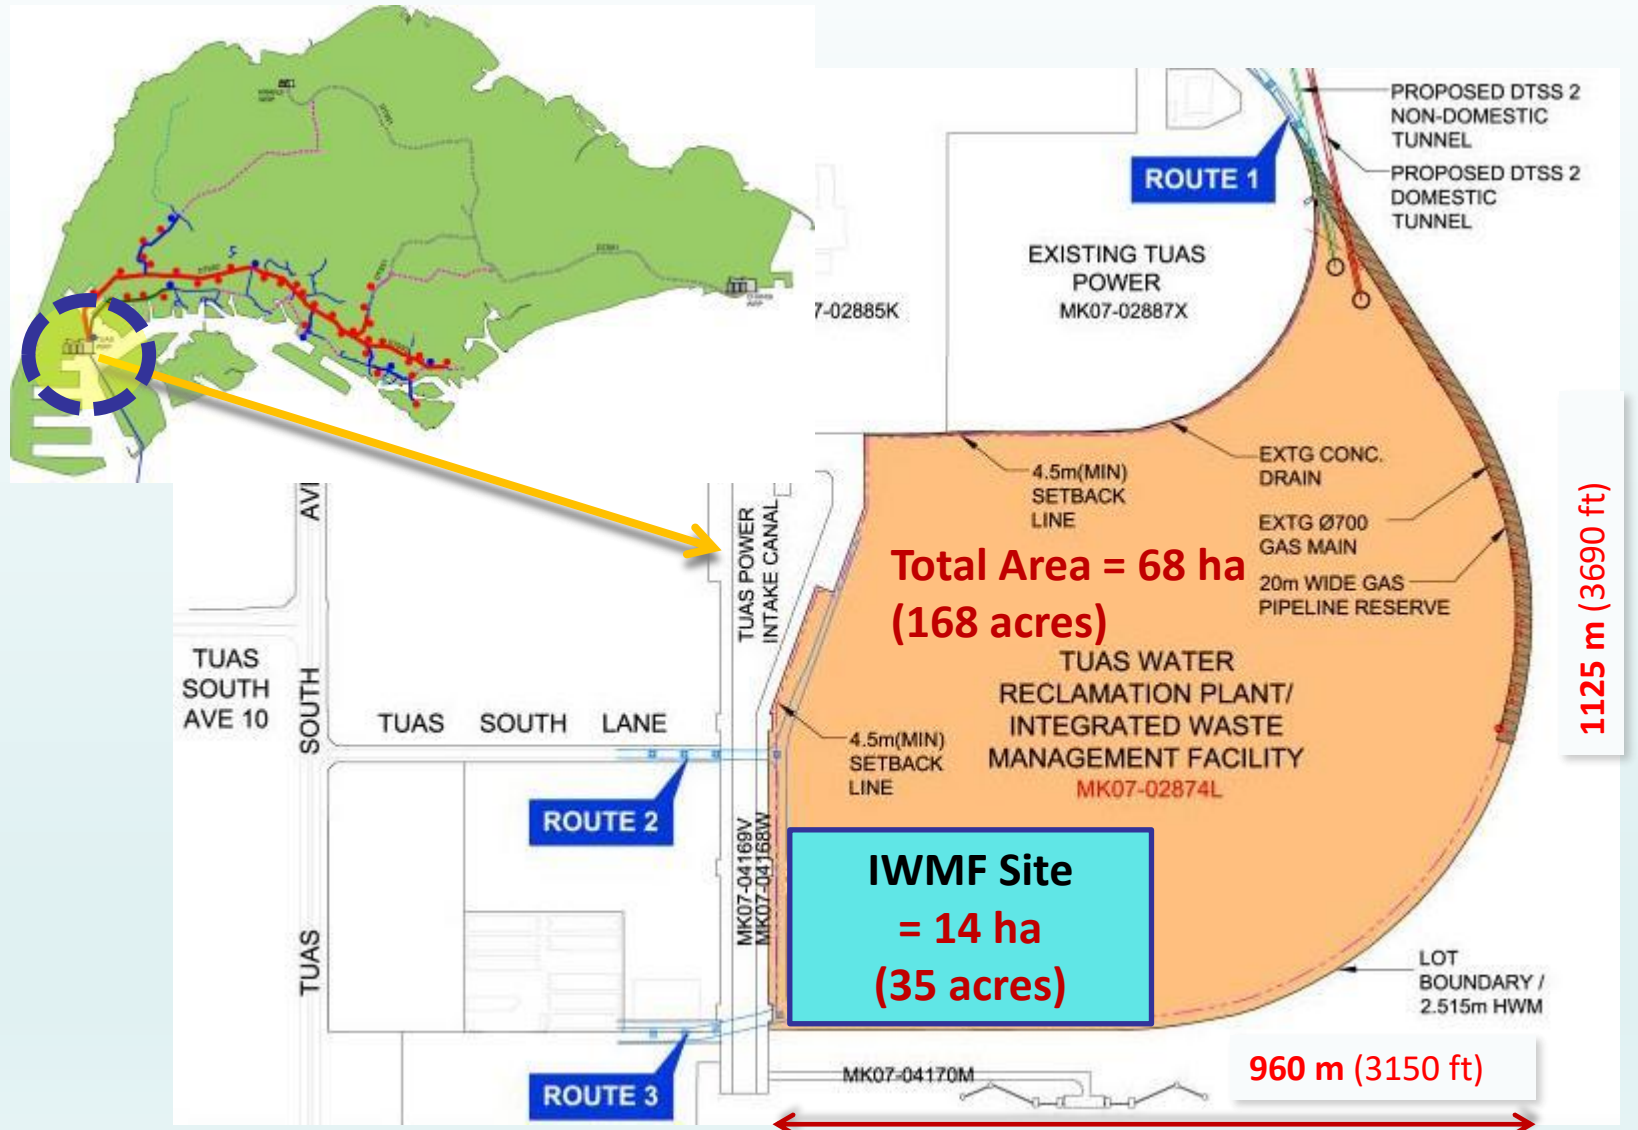 DTSS1
DTSS1
PROPOSED DTSS 2
NON-DOMESTIC
TUNNEL
PROPOSED DTSS 2
DOMESTIC
TUNNEL
ROUTE 1
EXISTING TUAS
POWER
MK07-02887X
7-02885K
4.5m(MIN)
SETBACK
LINE
EXTG CONC.
DRAIN
EXTG Ø700
GAS MAIN
20m WIDE GAS
PIPELINE RESERVE
Total Area = 68 ha
(168 acres)
1125 m (3690 ft)
TUAS POWER
INTAKE CANAL
AVE
SOUTH
TUAS
TUAS
SOUTH
AVE 10
TUAS SOUTH LANE
TUAS WATER
RECLAMATION PLANT/
INTEGRATED WASTE
MANAGEMENT FACILITY
MK07-02874L
4.5m(MIN)
SETBACK
LINE
ROUTE 2
MK07-04169V
MK07-04168W
IWMF Site
= 14 ha
(35 acres)
LOT
BOUNDARY /
2.515m HWM
ROUTE 3
MK07-04170M
960 m (3150 ft)